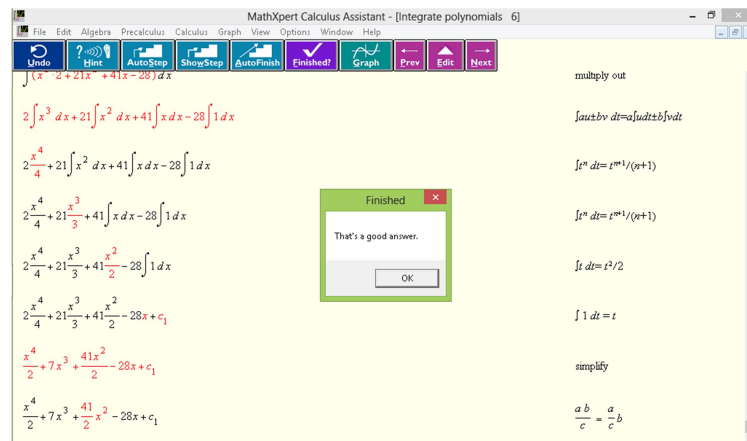 MathXpert Calculus Assistant - [Integrate polynomials 6]
File Edit Algebra Precalculus Calculus Graph View Options Window Help
Undo ? Hint AutoStep ShowStep AutoFinish Finished? Graph Prev Edit Next
∫(x³·2+21x²+41x−28)dx multiply out
2∫x³ dx+21∫x² dx+41∫x dx−28∫1 dx ∫au±bv dt=a∫udt±b∫vdt
2x⁴/4+21∫x² dx+41∫x dx−28∫1 dx ∫tⁿ dt= tⁿ⁺¹/(n+1)
2x⁴/4+21x³/3+41∫x dx−28∫1 dx ∫tⁿ dt= tⁿ⁺¹/(n+1)
Finished
That's a good answer.
OK
2x⁴/4+21x³/3+41x²/2−28∫1 dx ∫t dt= t²/2
2x⁴/4+21x³/3+41x²/2−28x+c₁ ∫ 1 dt = t
x⁴/2+7x³+41x²/2−28x+c₁ simplify
x⁴/2+7x³+41/2x²−28x+c₁ ab/c = a/c b